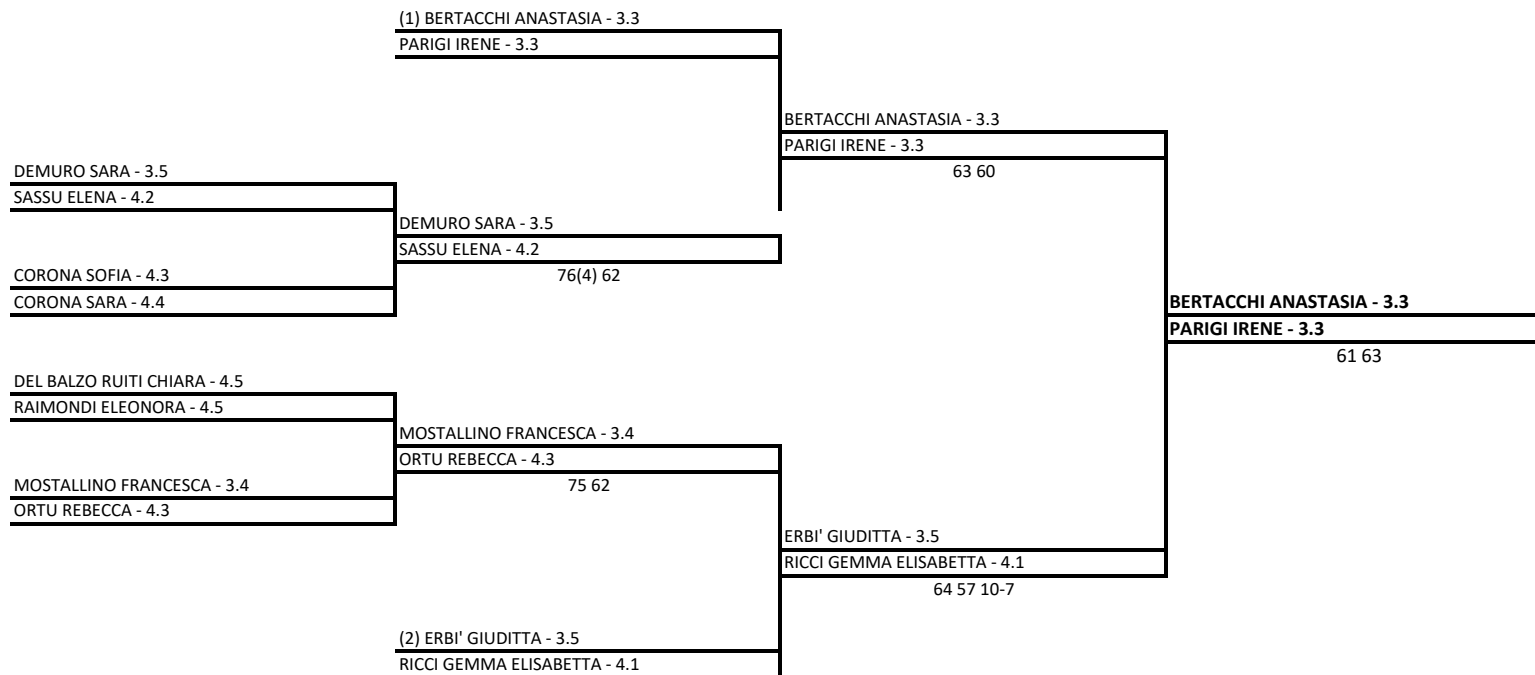 (1) BERTACCHI ANASTASIA - 3.3
PARIGI IRENE - 3.3
BERTACCHI ANASTASIA - 3.3
PARIGI IRENE - 3.3
63 60
DEMURO SARA - 3.5
SASSU ELENA - 4.2
DEMURO SARA - 3.5
SASSU ELENA - 4.2
76(4) 62
CORONA SOFIA - 4.3
CORONA SARA - 4.4
BERTACCHI ANASTASIA - 3.3
PARIGI IRENE - 3.3
61 63
DEL BALZO RUITI CHIARA - 4.5
RAIMONDI ELEONORA - 4.5
MOSTALLINO FRANCESCA - 3.4
ORTU REBECCA - 4.3
75 62
MOSTALLINO FRANCESCA - 3.4
ORTU REBECCA - 4.3
ERBI' GIUDITTA - 3.5
RICCI GEMMA ELISABETTA - 4.1
64 57 10-7
(2) ERBI' GIUDITTA - 3.5
RICCI GEMMA ELISABETTA - 4.1